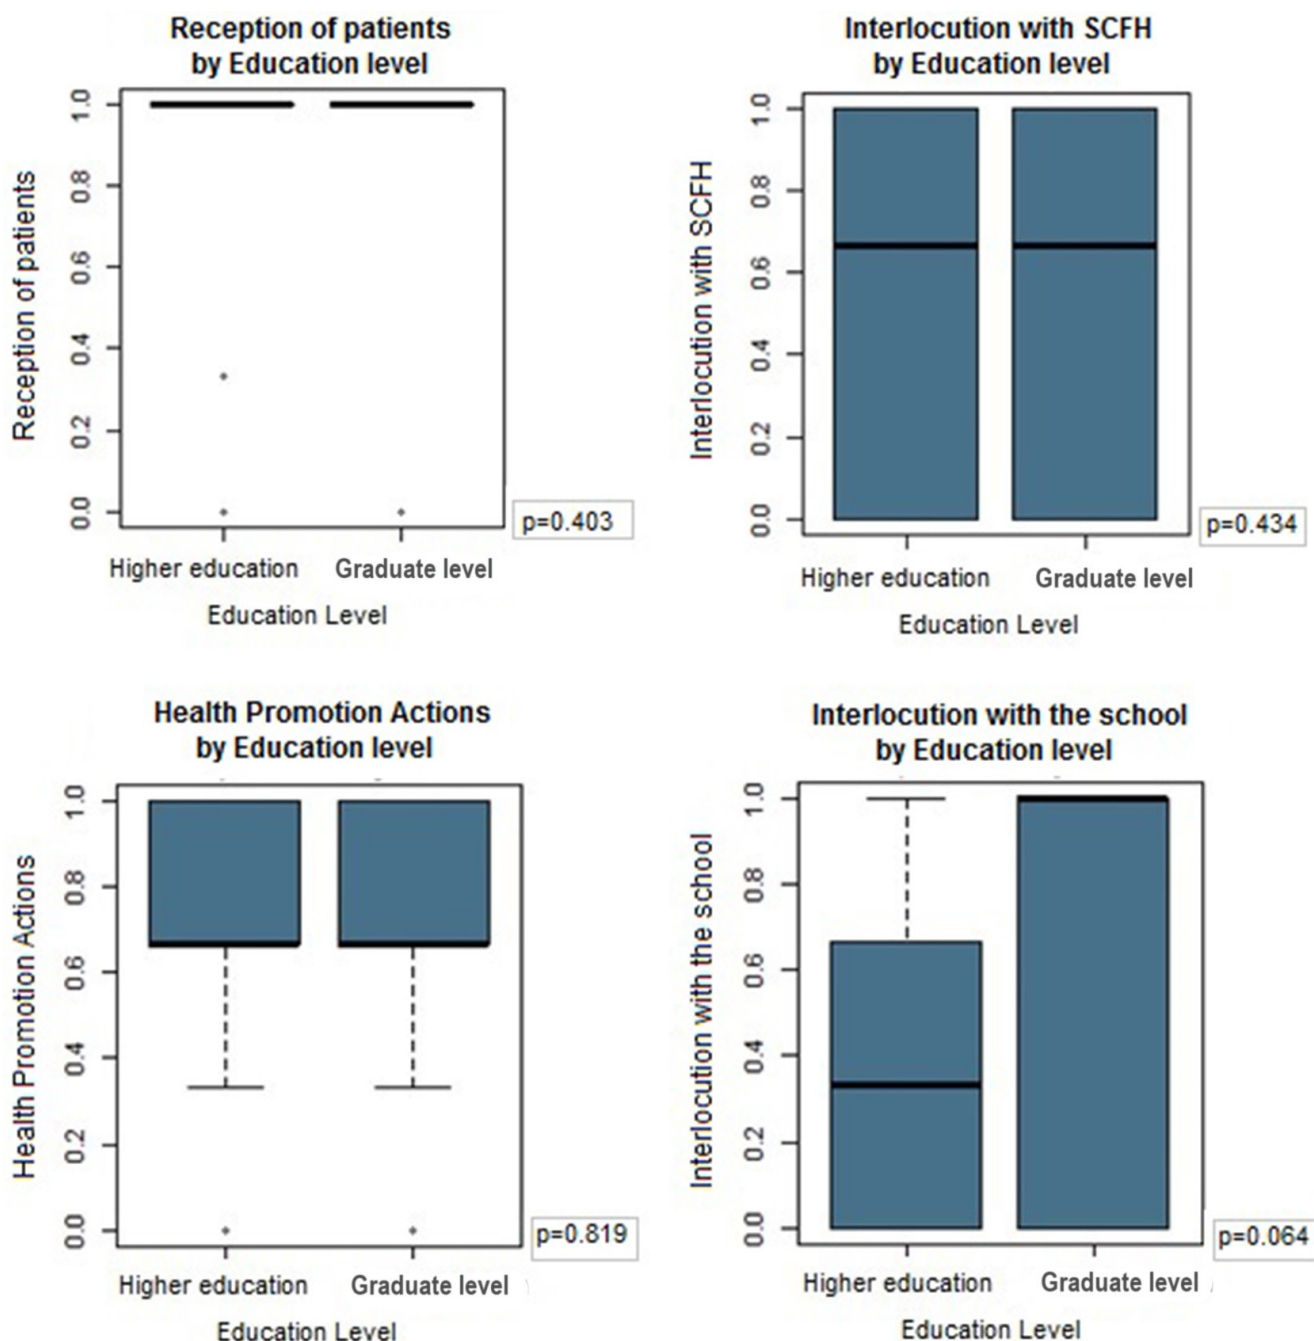 Reception of patients
by Education level
Reception of patients
1.0
0.8
0.6
0.4
0.2
0.0
p=0.403
Higher education
Graduate level
Education Level
Interlocution with SCFH
by Education level
Interlocution with SCFH
1.0
0.8
0.6
0.4
0.2
0.0
p=0.434
Higher education
Graduate level
Education Level
Health Promotion Actions
by Education level
Health Promotion Actions
1.0
0.8
0.6
0.4
0.2
0.0
p=0.819
Higher education
Graduate level
Education Level
Interlocution with the school
by Education level
Interlocution with the school
1.0
0.8
0.6
0.4
0.2
0.0
p=0.064
Higher education
Graduate level
Education Level